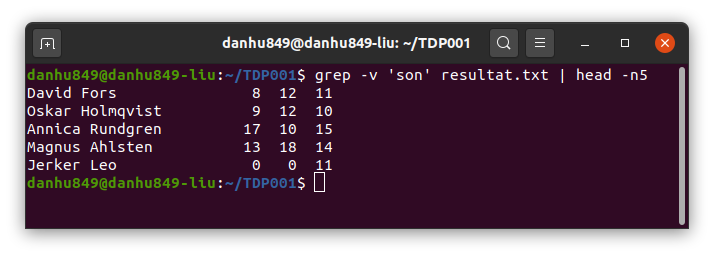 danhu849@danhu849-liu: ~/TDP001
danhu849@danhu849-liu:~/TDP001$ grep -v 'son' resultat.txt | head -n5
David Fors                8  12  11
Oskar Holmqvist           9  12  10
Annica Rundgren          17  10  15
Magnus Ahlsten           13  18  14
Jerker Leo                0   0  11
danhu849@danhu849-liu:~/TDP001$